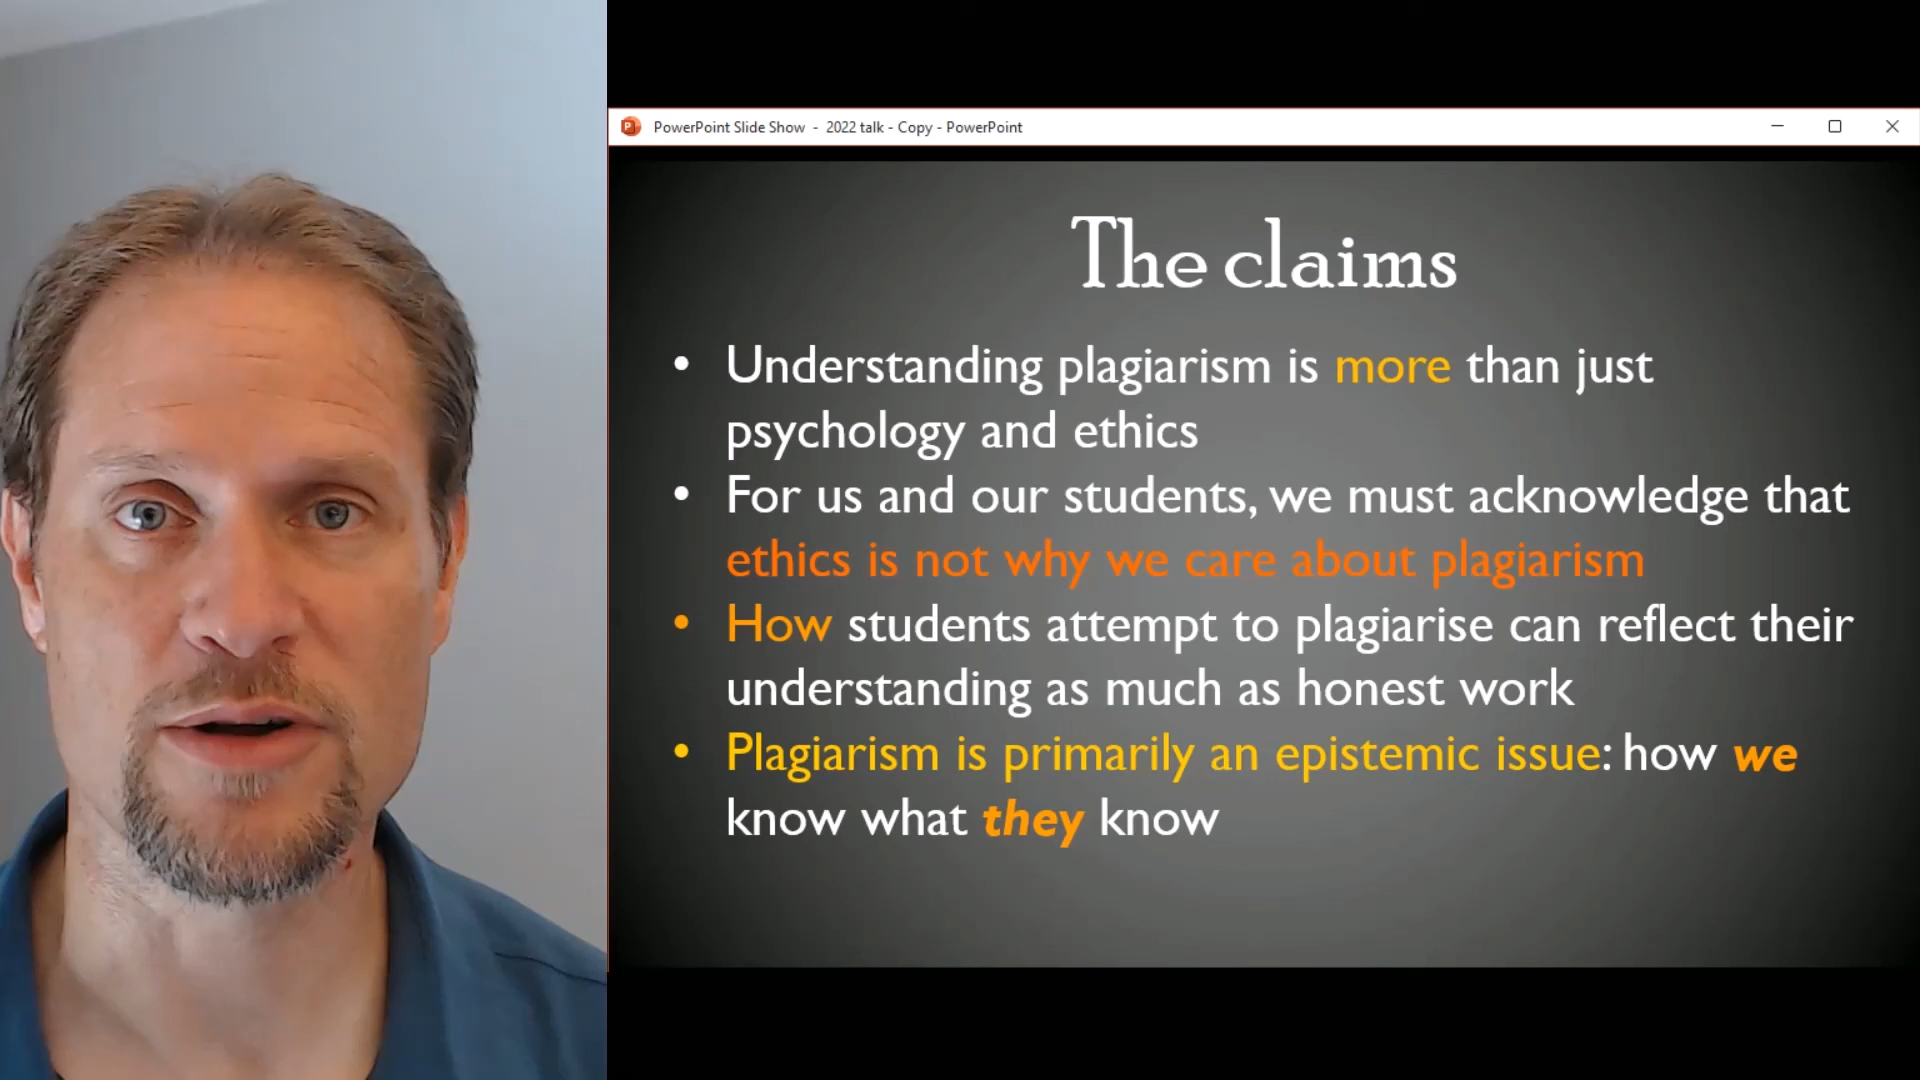 PowerPoint Slide Show - 2022 talk - Copy - PowerPoint
The claims
• Understanding plagiarism is more than just
psychology and ethics
• For us and our students, we must acknowledge that
ethics is not why we care about plagiarism
• How students attempt to plagiarise can reflect their
understanding as much as honest work
• Plagiarism is primarily an epistemic issue: how we
know what they know